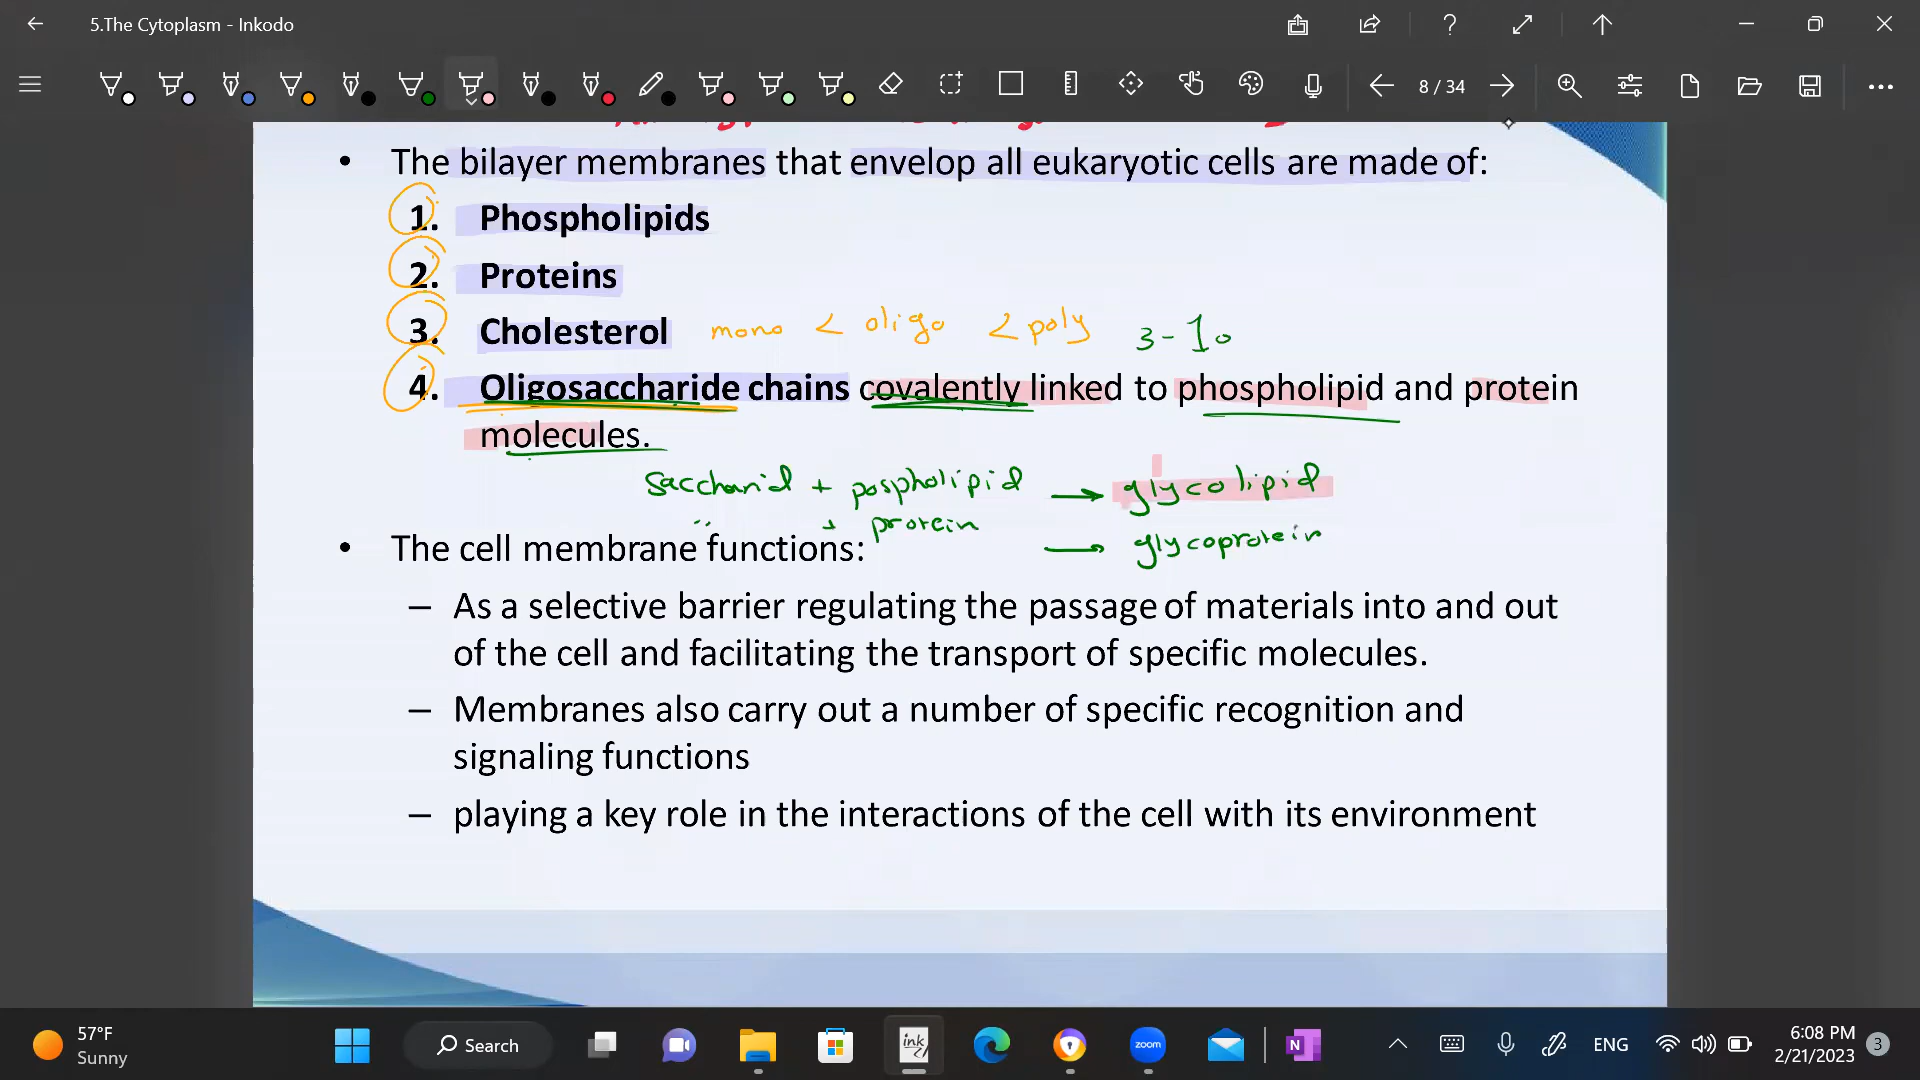 5.The Cytoplasm - Inkodo
8 / 34
• The bilayer membranes that envelop all eukaryotic cells are made of:
1. Phospholipids
2. Proteins
3. Cholesterol mono < oligo < poly 3-10
4. Oligosaccharide chains covalently linked to phospholipid and protein
molecules.
saccharid + pospholipid → glycolipid
" + protein → glycoprotein
• The cell membrane functions:
– As a selective barrier regulating the passage of materials into and out
of the cell and facilitating the transport of specific molecules.
– Membranes also carry out a number of specific recognition and
signaling functions
– playing a key role in the interactions of the cell with its environment
57°F
Sunny
Search
ink
zoom
N
ENG
6:08 PM
2/21/2023
3